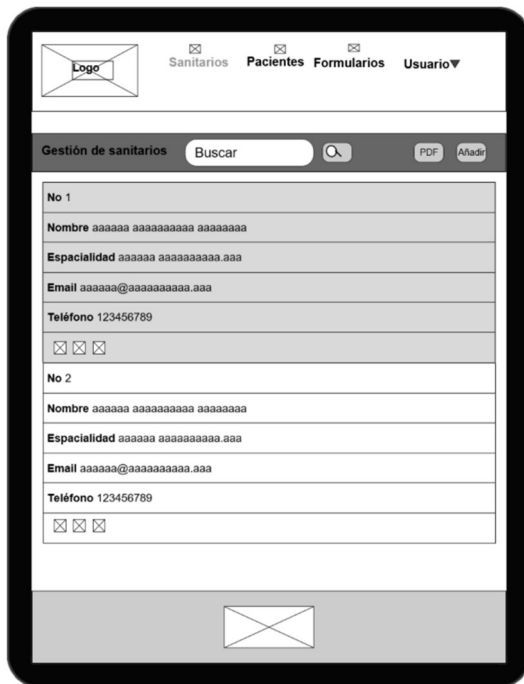 Logo
Sanitarios Pacientes Formularios Usuario▼
Gestión de sanitarios Buscar PDF Añadir
No 1
Nombre aaaaaa aaaaaaaaaa aaaaaaaa
Espacialidad aaaaaa aaaaaaaaaa.aaa
Email aaaaaa@aaaaaaaaaa.aaa
Teléfono 123456789
No 2
Nombre aaaaaa aaaaaaaaaa aaaaaaaa
Espacialidad aaaaaa aaaaaaaaaa.aaa
Email aaaaaa@aaaaaaaaaa.aaa
Teléfono 123456789